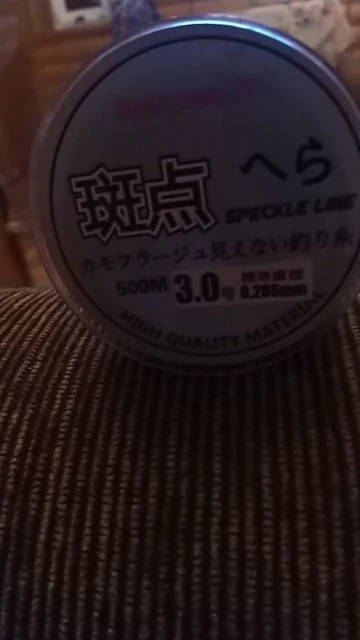 斑点 へら
SPECKLE LINE
カモフラージュ見えない釣り糸
500M 3.0号 標準直径 0.286mm
HIGH QUALITY MATERIAL